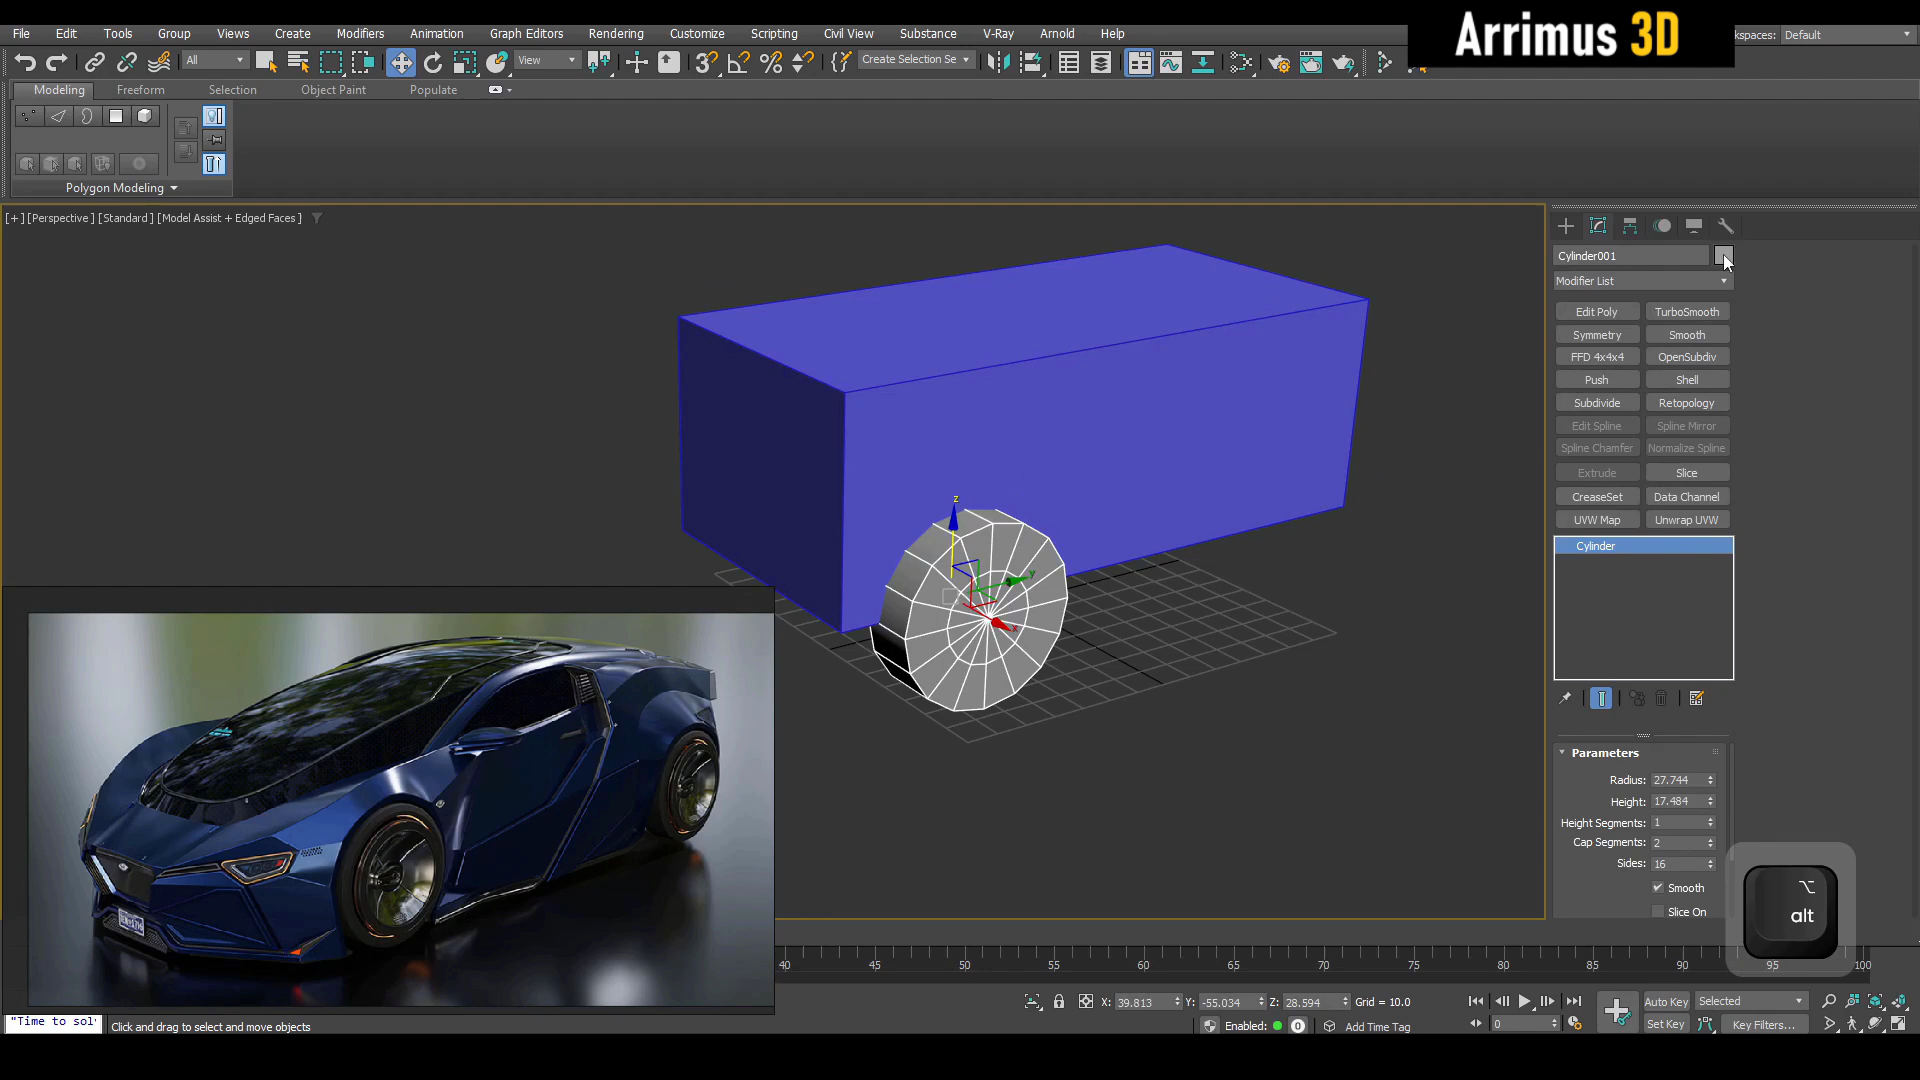 Arrimus 3D
File Edit Tools Group Views Create Modifiers Animation Graph Editors Rendering Customize Scripting Civil View Substance V-Ray Arnold Help
kspaces: Default
All View Create Selection Se
Modeling Freeform Selection Object Paint Populate
Polygon Modeling
[+] [Perspective] [Standard] [Model Assist + Edged Faces]
Cylinder001
Modifier List
Edit Poly TurboSmooth
Symmetry Smooth
FFD 4x4x4 OpenSubdiv
Push Shell
Subdivide Retopology
Edit Spline Spline Mirror
Spline Chamfer Normalize Spline
Extrude Slice
CreaseSet Data Channel
UVW Map Unwrap UVW
Cylinder
z
y
x
Parameters
Radius: 27.744
Height: 17.484
Height Segments: 1
Cap Segments: 2
Sides: 16
Smooth
Slice On
alt
40 45 50 55 60 65 70 75 80 85 90 95 100
X: 39.813 Y: -55.034 Z: 28.594 Grid = 10.0
Auto Key Selected
"Time to sol Click and drag to select and move objects
Enabled: 0 Add Time Tag
0 Set Key Key Filters...